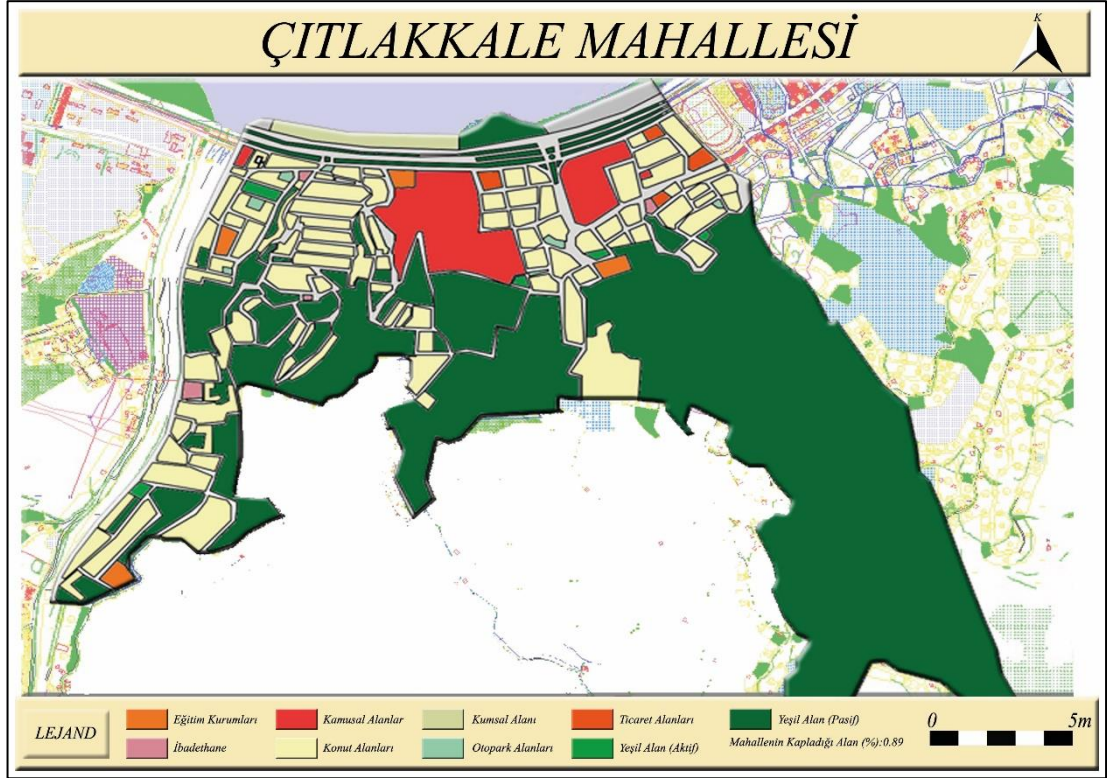 ÇITLAKKALE MAHALLESİ
K
LEJAND
Eğitim Kurumları
Kamusal Alanlar
Kumsal Alanı
Ticaret Alanları
Yeşil Alan (Pasif)
İbadethane
Konut Alanları
Otopark Alanları
Yeşil Alan (Aktif)
Mahallenin Kapladığı Alan (%):0.89
0
5m